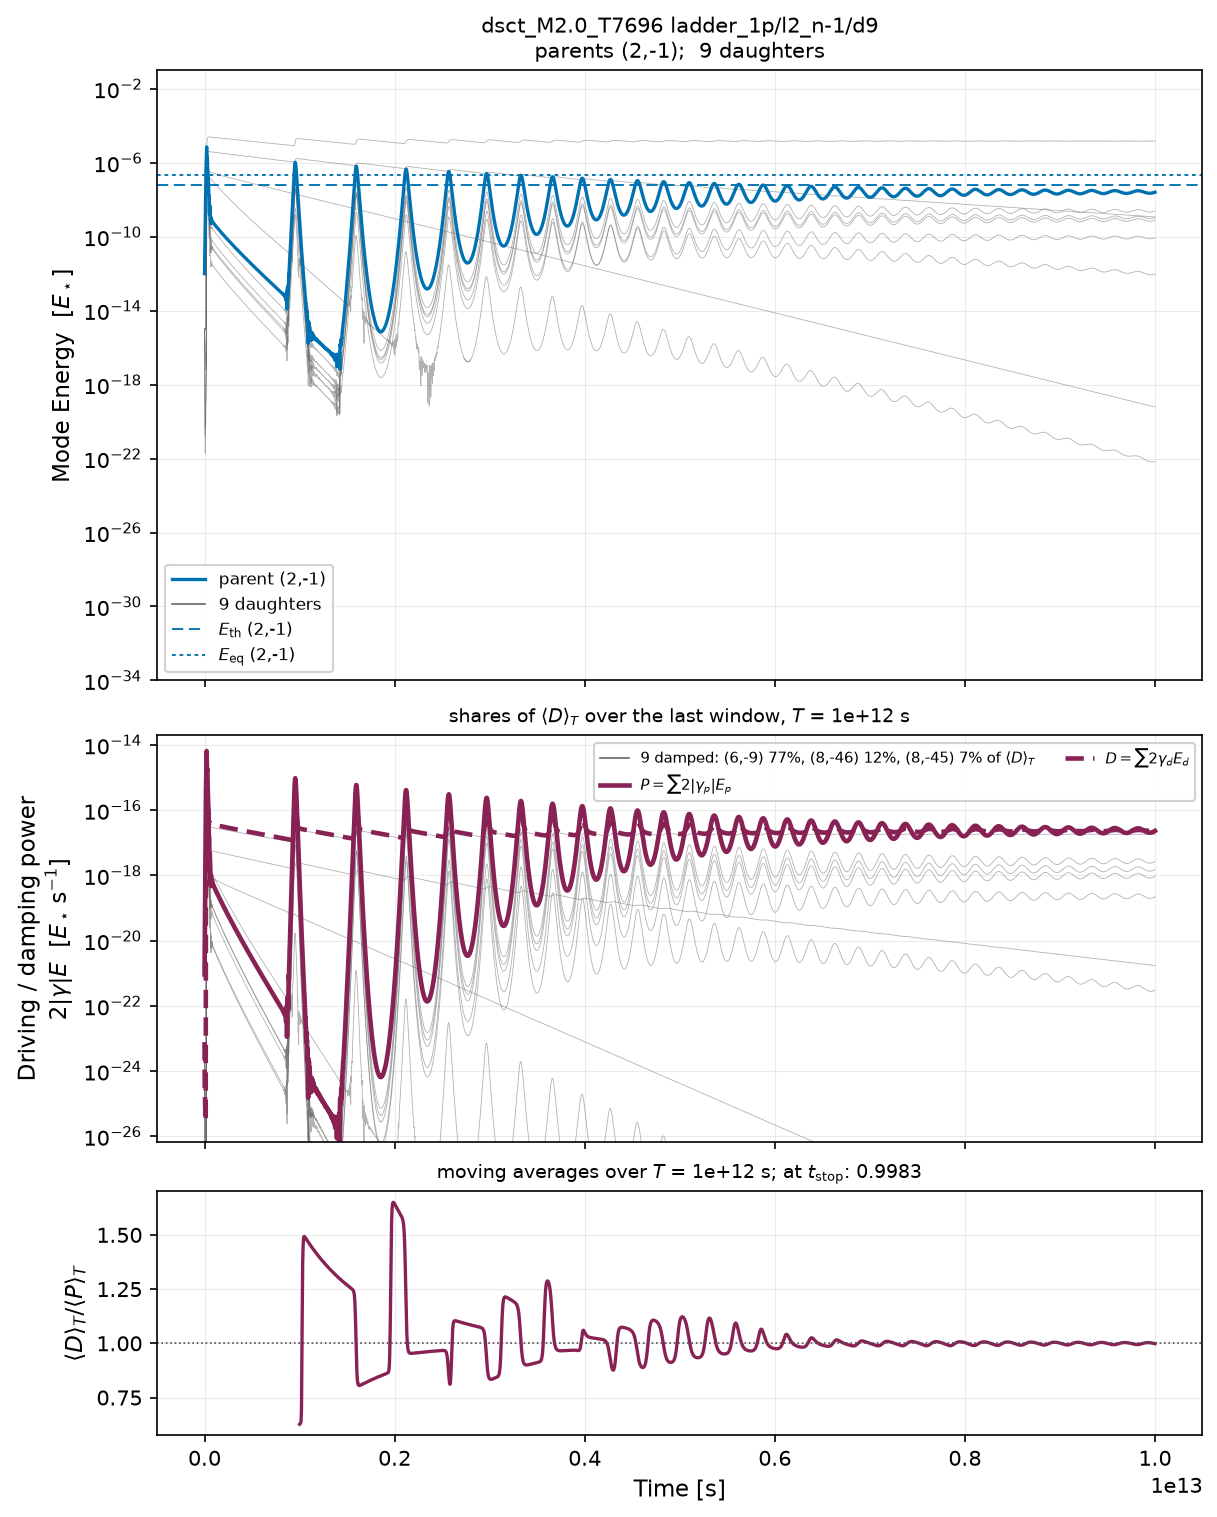 dsct_M2.0_T7696 ladder_1p/l2_n-1/d9
parents (2,-1);  9 daughters
Mode Energy [E⋆]
10⁻²
10⁻⁶
10⁻¹⁰
10⁻¹⁴
10⁻¹⁸
10⁻²²
10⁻²⁶
10⁻³⁰
10⁻³⁴
parent (2,-1)
9 daughters
E_th (2,-1)
E_eq (2,-1)
shares of ⟨D⟩_T over the last window, T = 1e+12 s
Driving / damping power
2|γ|E [E⋆ s⁻¹]
10⁻¹⁴
10⁻¹⁶
10⁻¹⁸
10⁻²⁰
10⁻²²
10⁻²⁴
10⁻²⁶
9 damped: (6,-9) 77%, (8,-46) 12%, (8,-45) 7% of ⟨D⟩_T
P = ∑2|γ_p|E_p
D = ∑2γ_dE_d
moving averages over T = 1e+12 s; at t_stop: 0.9983
⟨D⟩_T/⟨P⟩_T
1.50
1.25
1.00
0.75
0.0 0.2 0.4 0.6 0.8 1.0
1e13
Time [s]